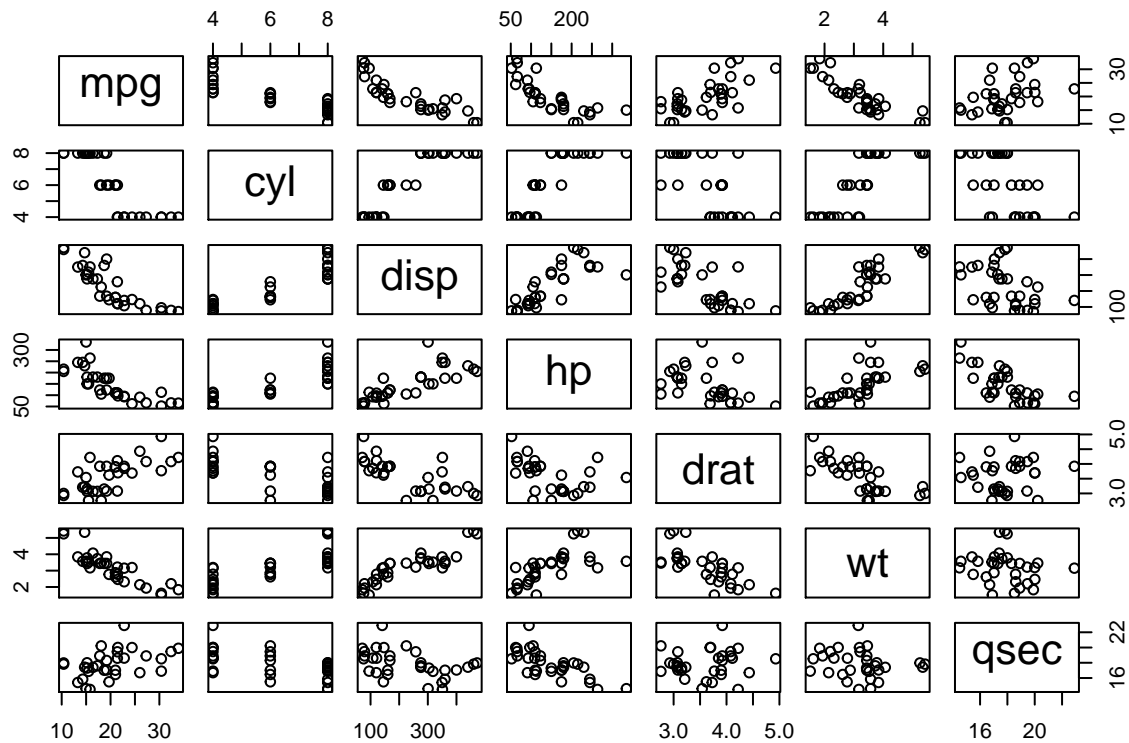 4 6 8 50 200 2 4
mpg 10 30
4 6 8 cyl
disp 100
50 300 hp
drat 3.0 5.0
2 4 wt
qsec 16 22
10 20 30 100 300 3.0 4.0 5.0 16 20